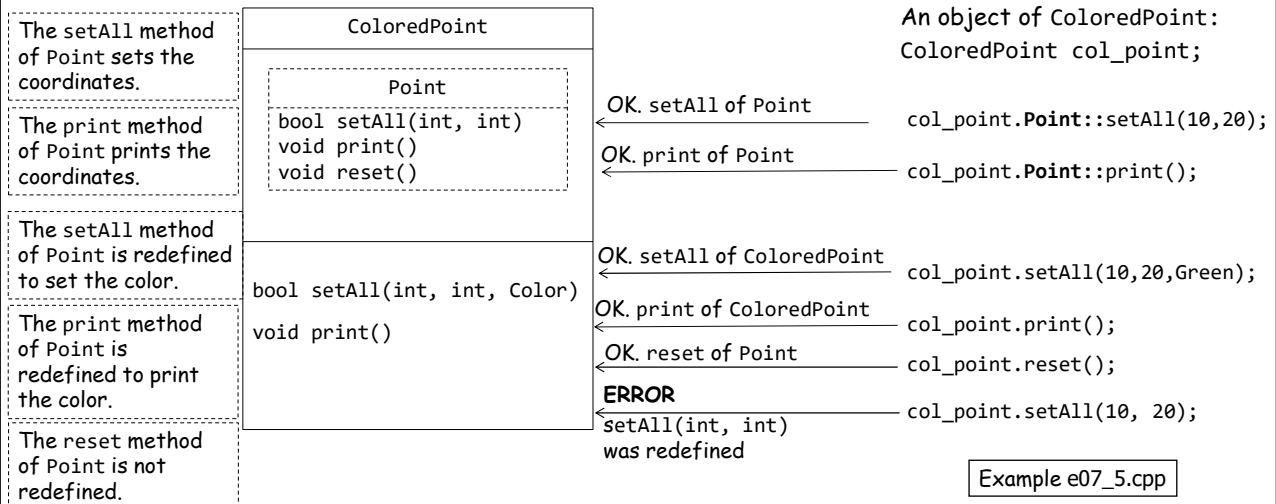 The setAll method
of Point sets the
coordinates.
The print method
of Point prints the
coordinates.
The setAll method
of Point is redefined
to set the color.
The print method
of Point is
redefined to print
the color.
The reset method
of Point is not
redefined.
ColoredPoint
Point
bool setAll(int, int)
void print()
void reset()
bool setAll(int, int, Color)
void print()
OK. setAll of Point
OK. print of Point
OK. setAll of ColoredPoint
OK. print of ColoredPoint
OK. reset of Point
ERROR
setAll(int, int)
was redefined
An object of ColoredPoint:
ColoredPoint col_point;
col_point.Point::setAll(10,20);
col_point.Point::print();
col_point.setAll(10,20,Green);
col_point.print();
col_point.reset();
col_point.setAll(10, 20);
Example e07_5.cpp